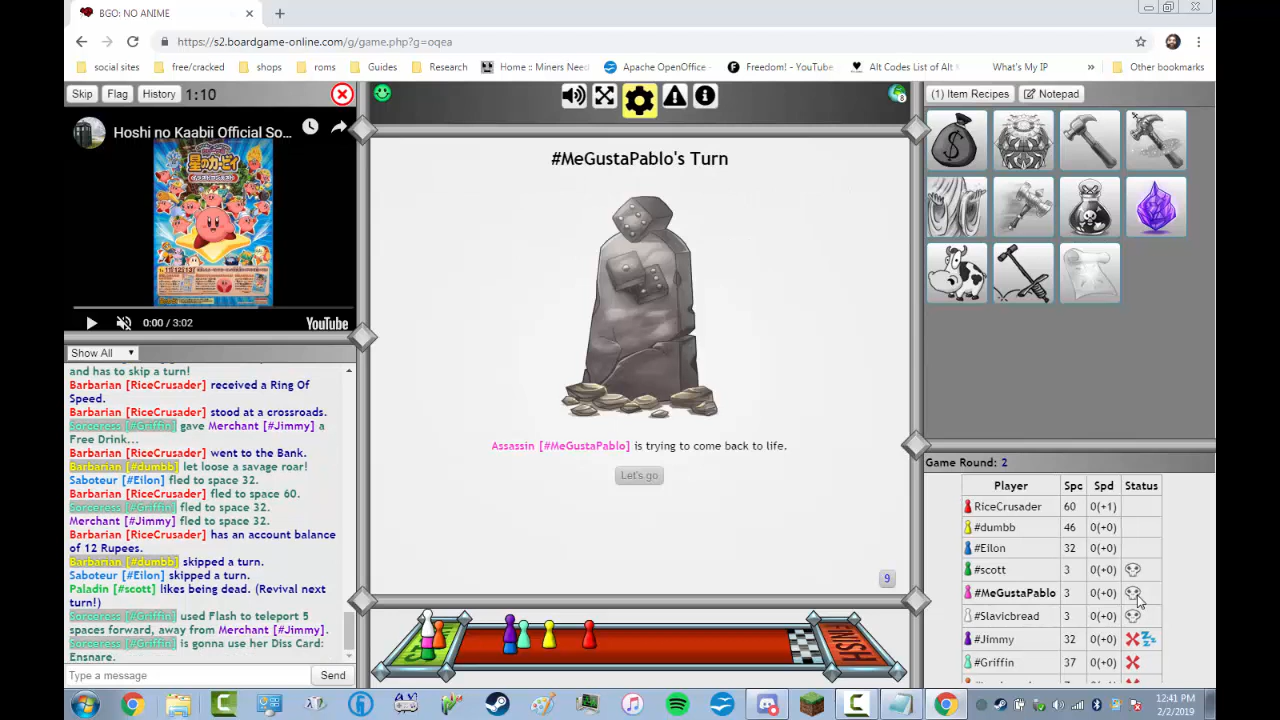 BGO: NO ANIME
https://s2.boardgame-online.com/g/game.php?g=oqea
social sites free/cracked shops roms Guides Research Home :: Miners Need Apache OpenOffice - Freedom! - YouTube Alt Codes List of Alt What's My IP » Other bookmarks
Skip Flag History 1:10
Hoshi no Kaabii Official So...
0:00 / 3:02 YouTube
Show All
and has to skip a turn!
Barbarian [RiceCrusader] received a Ring Of
Speed.
Barbarian [RiceCrusader] stood at a crossroads.
Sorceress [#Griffin] gave Merchant [#Jimmy] a
Free Drink...
Barbarian [RiceCrusader] went to the Bank.
Barbarian [#dumbb] let loose a savage roar!
Saboteur [#Eilon] fled to space 32.
Barbarian [RiceCrusader] fled to space 60.
Sorceress [#Griffin] fled to space 32.
Merchant [#Jimmy] fled to space 32.
Barbarian [RiceCrusader] has an account balance
of 12 Rupees.
Barbarian [#dumbb] skipped a turn.
Saboteur [#Eilon] skipped a turn.
Paladin [#scott] likes being dead. (Revival next
turn!)
Sorceress [#Griffin] used Flash to teleport 5
spaces forward, away from Merchant [#Jimmy].
Sorceress [#Griffin] is gonna use her Diss Card:
Ensnare.
Type a message Send
#MeGustaPablo's Turn
Assassin [#MeGustaPablo] is trying to come back to life.
Let's go
9
FINISH
(1) Item Recipes Notepad
Game Round: 2
Player Spc Spd Status
RiceCrusader 60 0(+1)
#dumbb 46 0(+0)
#Eilon 32 0(+0)
#scott 3 0(+0)
#MeGustaPablo 3 0(+0)
#Slavicbread 3 0(+0)
#Jimmy 32 0(+0)
#Griffin 37 0(+0)
12:41 PM
2/2/2019